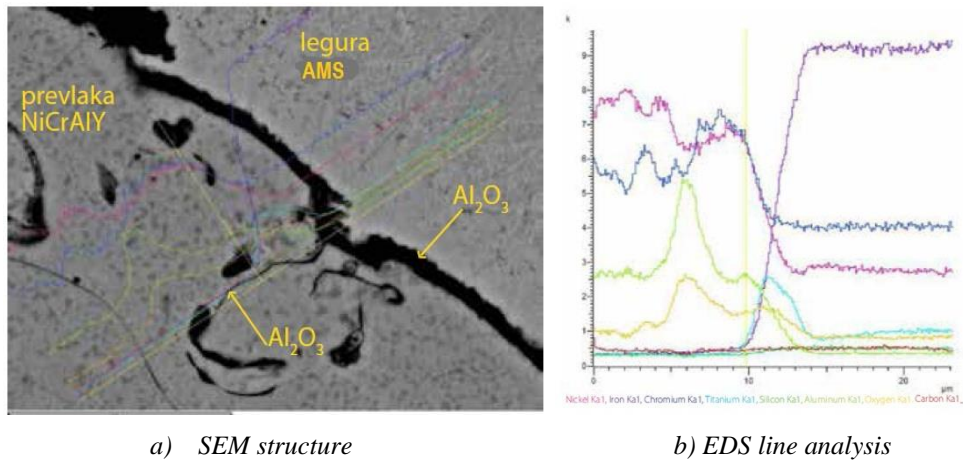 legura
AMS
prevlaka
NiCrAlY
Al₂O₃
Al₂O₃
k
9
8
7
6
5
4
3
2
1
0
0
10
20
µm
Nickel Ka1, Iron Ka1, Chromium Ka1, Titanium Ka1, Silicon Ka1, Aluminum Ka1, Oxygen Ka1, Carbon Ka1
a) SEM structure
b) EDS line analysis